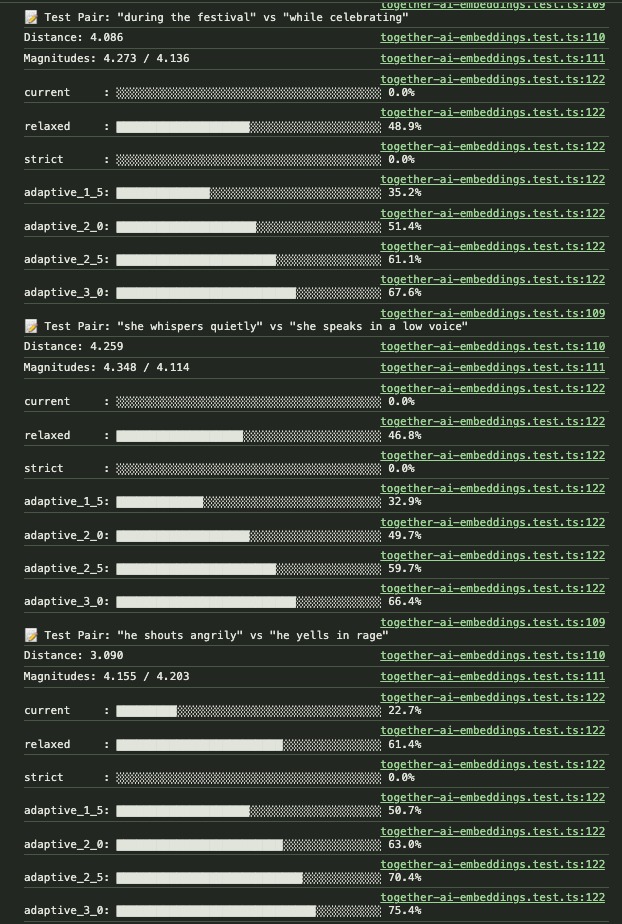 together-ai-embeddings.test.ts:109
📝 Test Pair: "during the festival" vs "while celebrating"
Distance: 4.086 together-ai-embeddings.test.ts:110
Magnitudes: 4.273 / 4.136 together-ai-embeddings.test.ts:111
together-ai-embeddings.test.ts:122
current : 0.0%
together-ai-embeddings.test.ts:122
relaxed : 48.9%
together-ai-embeddings.test.ts:122
strict : 0.0%
together-ai-embeddings.test.ts:122
adaptive_1_5: 35.2%
together-ai-embeddings.test.ts:122
adaptive_2_0: 51.4%
together-ai-embeddings.test.ts:122
adaptive_2_5: 61.1%
together-ai-embeddings.test.ts:122
adaptive_3_0: 67.6%
together-ai-embeddings.test.ts:109
📝 Test Pair: "she whispers quietly" vs "she speaks in a low voice"
Distance: 4.259 together-ai-embeddings.test.ts:110
Magnitudes: 4.348 / 4.114 together-ai-embeddings.test.ts:111
together-ai-embeddings.test.ts:122
current : 0.0%
together-ai-embeddings.test.ts:122
relaxed : 46.8%
together-ai-embeddings.test.ts:122
strict : 0.0%
together-ai-embeddings.test.ts:122
adaptive_1_5: 32.9%
together-ai-embeddings.test.ts:122
adaptive_2_0: 49.7%
together-ai-embeddings.test.ts:122
adaptive_2_5: 59.7%
together-ai-embeddings.test.ts:122
adaptive_3_0: 66.4%
together-ai-embeddings.test.ts:109
📝 Test Pair: "he shouts angrily" vs "he yells in rage"
Distance: 3.090 together-ai-embeddings.test.ts:110
Magnitudes: 4.155 / 4.203 together-ai-embeddings.test.ts:111
together-ai-embeddings.test.ts:122
current : 22.7%
together-ai-embeddings.test.ts:122
relaxed : 61.4%
together-ai-embeddings.test.ts:122
strict : 0.0%
together-ai-embeddings.test.ts:122
adaptive_1_5: 50.7%
together-ai-embeddings.test.ts:122
adaptive_2_0: 63.0%
together-ai-embeddings.test.ts:122
adaptive_2_5: 70.4%
together-ai-embeddings.test.ts:122
adaptive_3_0: 75.4%